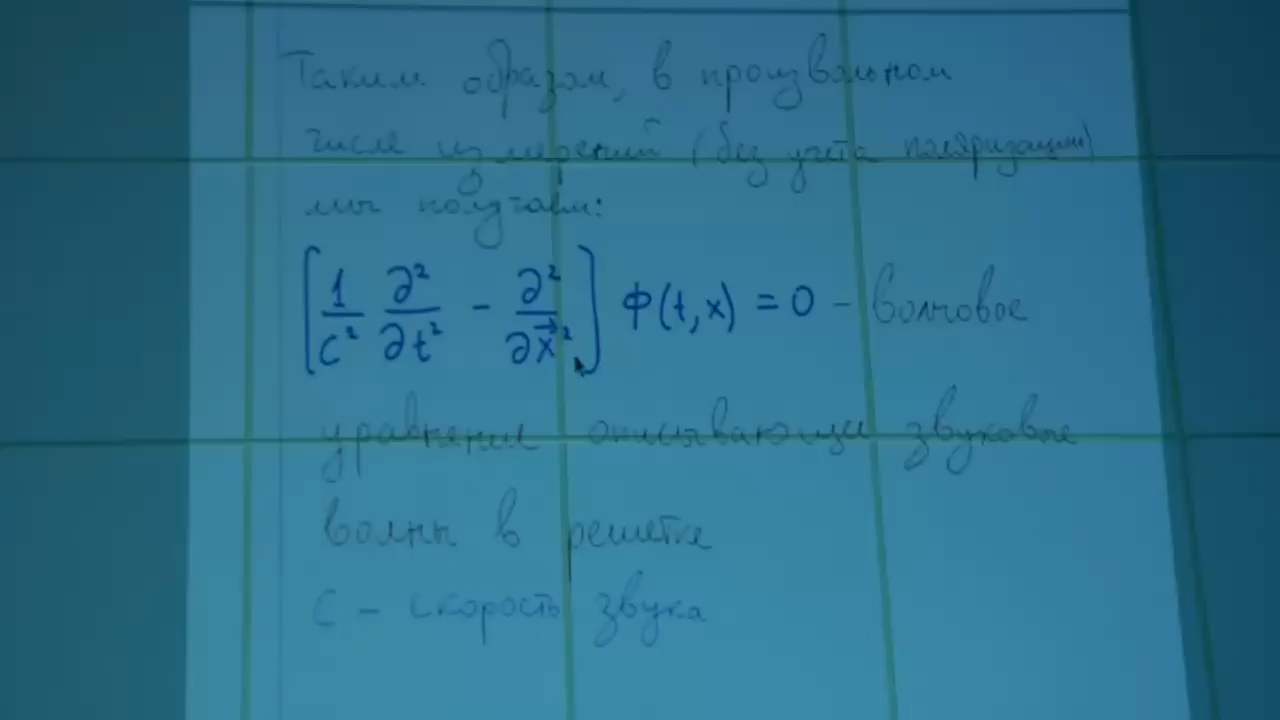 Таким образом, в произвольном
числе измерений (без учета поляризации)
мы получаем:
[1/c² ∂²/∂t² − ∂²/∂x⃗²] Φ(t,x) = 0 – волновое
уравнение описывающее звуковые
волны в решетке
c – скорость звука